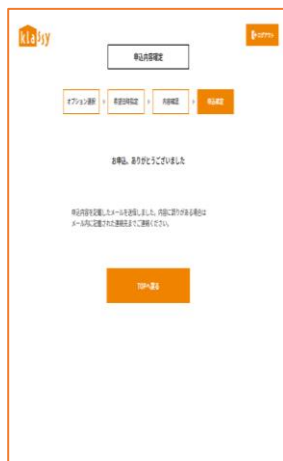 klassy
ログアウト
申込内容確定
オプション選択
希望日時指定
内容確認
申込確定
お申込、ありがとうございました
申込内容を記載したメールを送信しました。内容に誤りがある場合は
メール内に記載された連絡先までご連絡ください。
TOPへ戻る